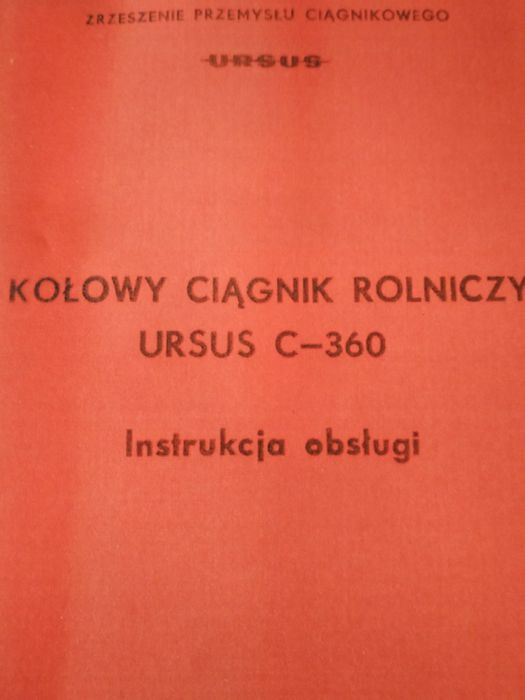 ZRZESZENIE PRZEMYSŁU CIĄGNIKOWEGO
URSUS
KOŁOWY CIĄGNIK ROLNICZY
URSUS C-360
Instrukcja obsługi